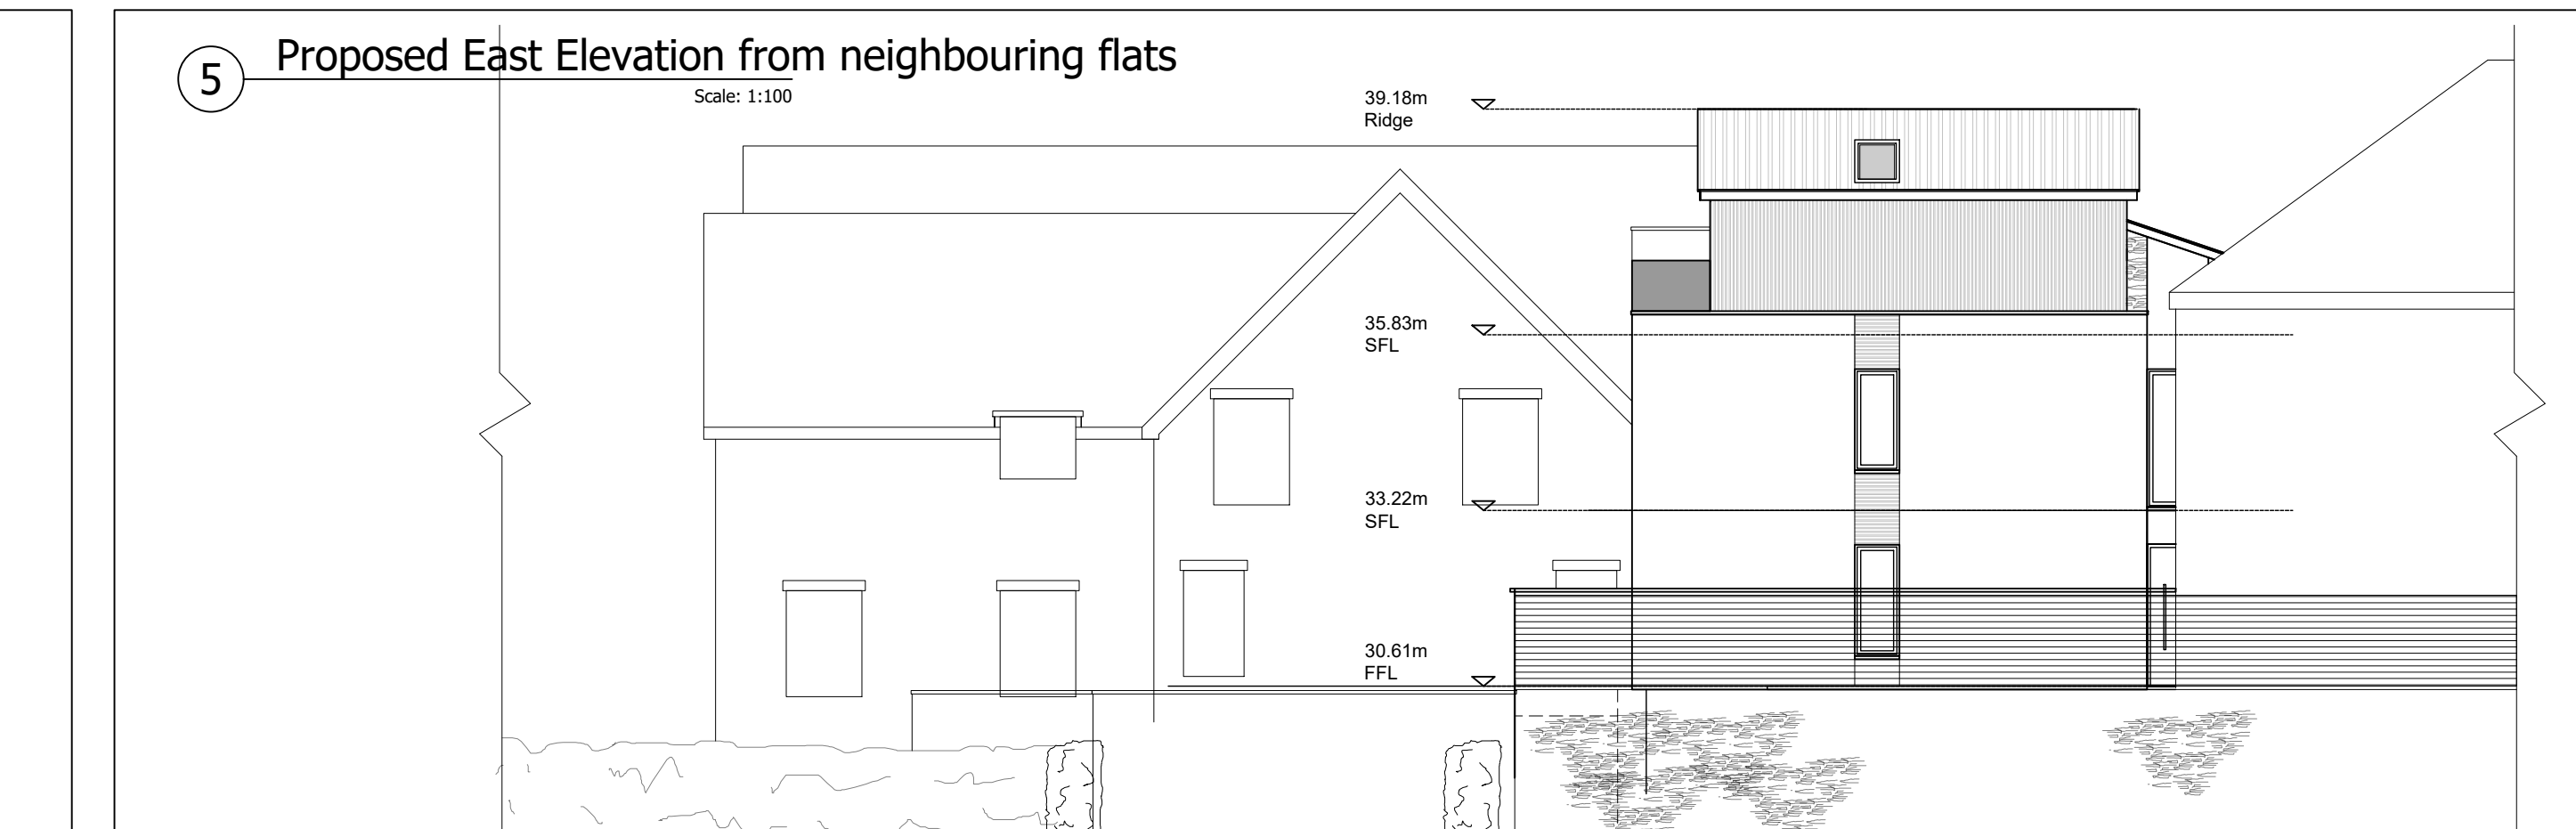 5
Proposed East Elevation from neighbouring flats
Scale: 1:100
39.18m
Ridge
35.83m
SFL
33.22m
SFL
30.61m
FFL